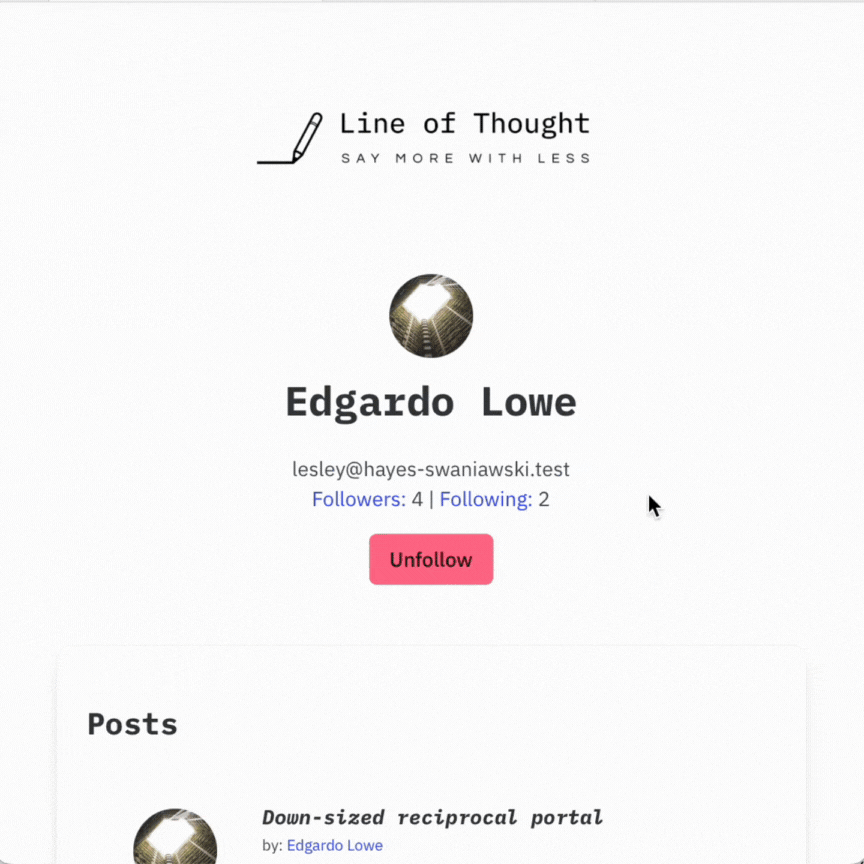 Line of Thought
SAY MORE WITH LESS
Edgardo Lowe
lesley@hayes-swaniawski.test
Followers: 4 | Following: 2
Unfollow
Posts
Down-sized reciprocal portal
by: Edgardo Lowe